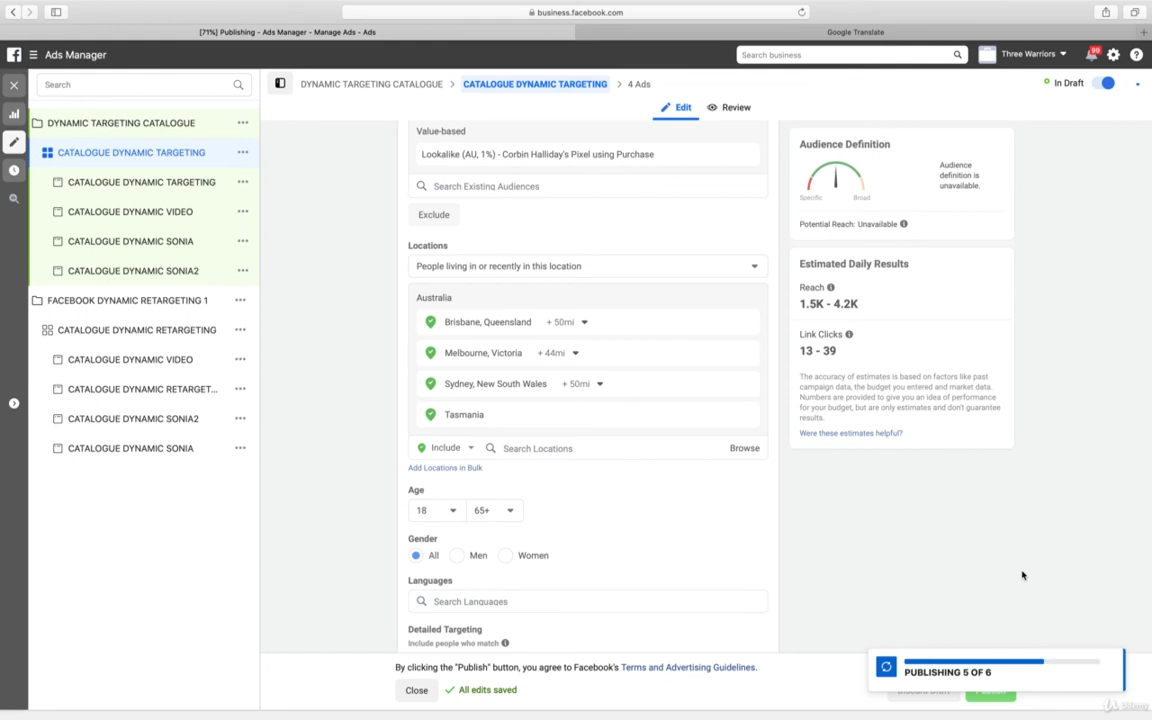 business.facebook.com
[71%] Publishing - Ads Manager - Manage Ads - Ads
Google Translate
Ads Manager
Search business
Three Warriors
99
Search
DYNAMIC TARGETING CATALOGUE
CATALOGUE DYNAMIC TARGETING
4 Ads
In Draft
Edit
Review
DYNAMIC TARGETING CATALOGUE
CATALOGUE DYNAMIC TARGETING
CATALOGUE DYNAMIC TARGETING
CATALOGUE DYNAMIC VIDEO
CATALOGUE DYNAMIC SONIA
CATALOGUE DYNAMIC SONIA2
FACEBOOK DYNAMIC RETARGETING 1
CATALOGUE DYNAMIC RETARGETING
CATALOGUE DYNAMIC VIDEO
CATALOGUE DYNAMIC RETARGET...
CATALOGUE DYNAMIC SONIA2
CATALOGUE DYNAMIC SONIA
Value-based
Lookalike (AU, 1%) - Corbin Halliday's Pixel using Purchase
Search Existing Audiences
Exclude
Locations
People living in or recently in this location
Australia
Brisbane, Queensland + 50mi
Melbourne, Victoria + 44mi
Sydney, New South Wales + 50mi
Tasmania
Include
Search Locations
Browse
Add Locations in Bulk
Age
18
65+
Gender
All
Men
Women
Languages
Search Languages
Detailed Targeting
Include people who match
By clicking the "Publish" button, you agree to Facebook's Terms and Advertising Guidelines.
Close
All edits saved
Audience Definition
Specific
Broad
Audience
definition is
unavailable.
Potential Reach: Unavailable
Estimated Daily Results
Reach
1.5K - 4.2K
Link Clicks
13 - 39
The accuracy of estimates is based on factors like past
campaign data, the budget you entered and market data.
Numbers are provided to give you an idea of performance
for your budget, but are only estimates and don't guarantee
results.
Were these estimates helpful?
PUBLISHING 5 OF 6
Discard Draft
Publish
Udemy